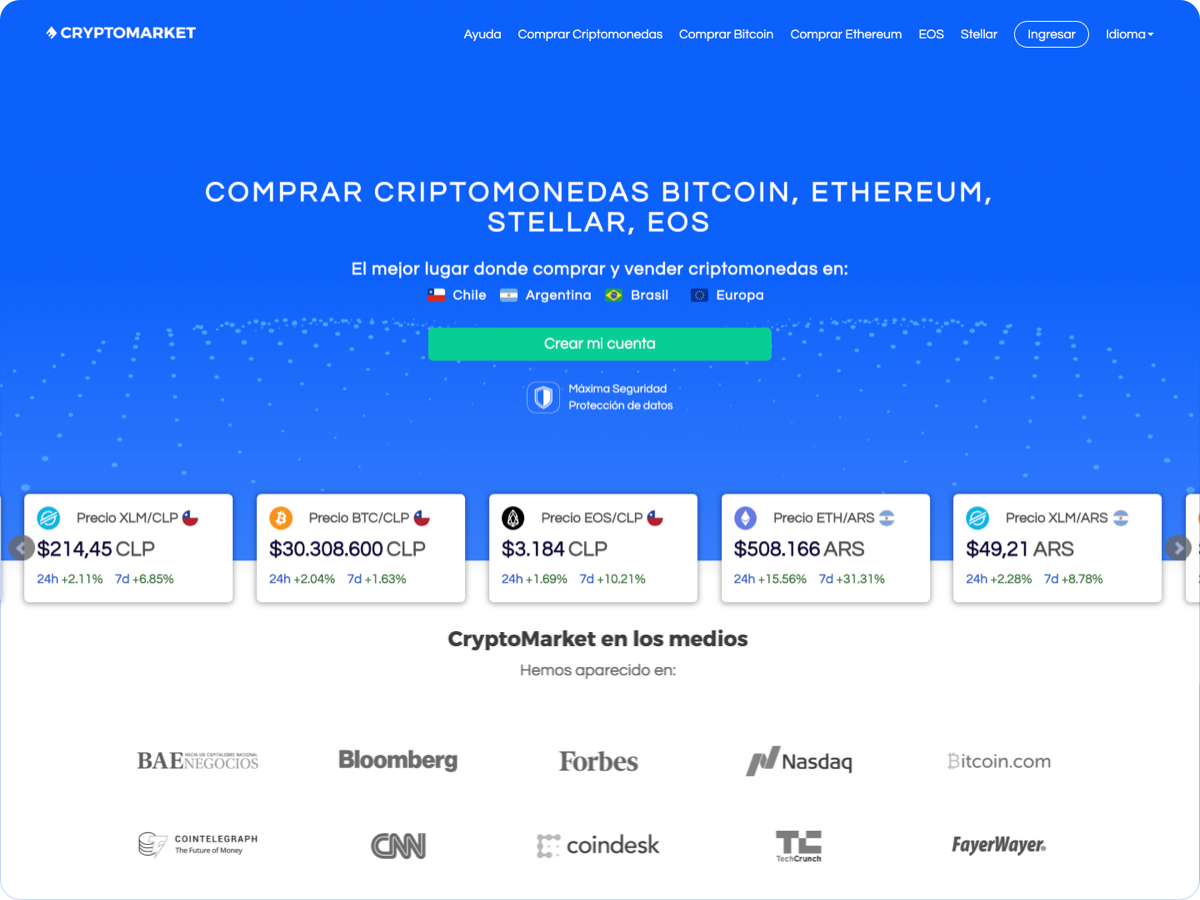 CRYPTOMARKET
Ayuda Comprar Criptomonedas Comprar Bitcoin Comprar Ethereum EOS Stellar Ingresar Idioma
COMPRAR CRIPTOMONEDAS BITCOIN, ETHEREUM,
STELLAR, EOS
El mejor lugar donde comprar y vender criptomonedas en:
Chile Argentina Brasil Europa
Crear mi cuenta
Máxima Seguridad
Protección de datos
Precio XLM/CLP
$214,45 CLP
24h +2.11% 7d +6.85%
Precio BTC/CLP
$30.308.600 CLP
24h +2.04% 7d +1.63%
Precio EOS/CLP
$3.184 CLP
24h +1.69% 7d +10.21%
Precio ETH/ARS
$508.166 ARS
24h +15.56% 7d +31.31%
Precio XLM/ARS
$49,21 ARS
24h +2.28% 7d +8.78%
CryptoMarket en los medios
Hemos aparecido en:
BAE HACIA UN CAPITALISMO NACIONAL
NEGOCIOS
Bloomberg
Forbes
Nasdaq
Bitcoin.com
COINTELEGRAPH
The Future of Money
CNN
coindesk
TC
TechCrunch
FayerWayer